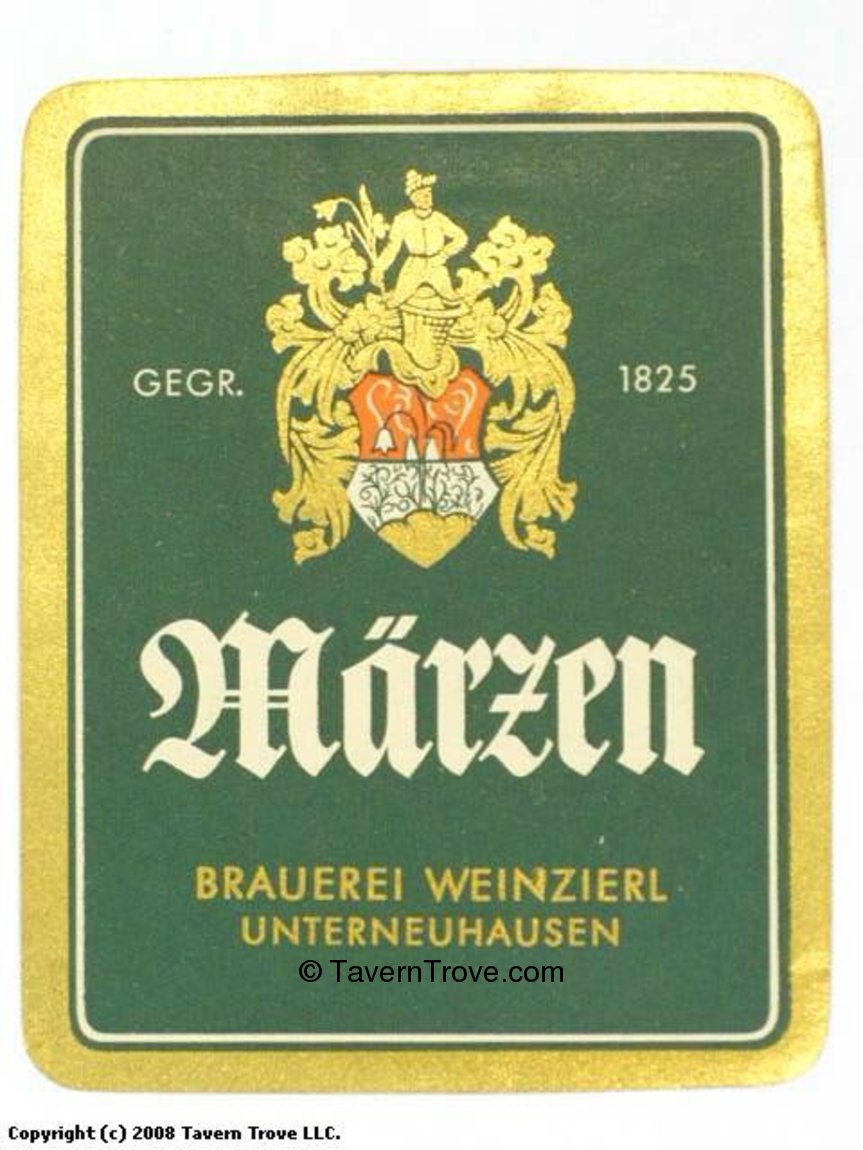 GEGR. 1825
Märzen
BRAUEREI WEINZIERL
UNTERNEUHAUSEN
© TavernTrove.com
Copyright (c) 2008 Tavern Trove LLC.